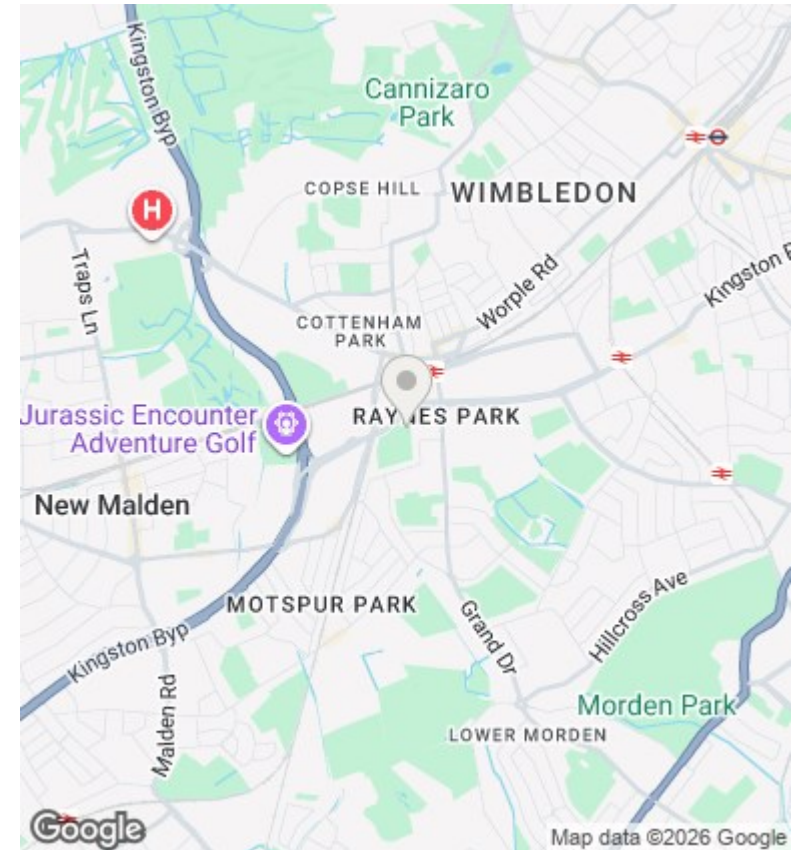 Kingston Byp
Cannizaro
Park
COPSE HILL
WIMBLEDON
H
Traps Ln
Worple Rd
COTTENHAM
PARK
Jurassic Encounter
Adventure Golf
RAYNES PARK
New Malden
MOTSPUR PARK
Grand Dr
Hillcross Ave
Kingston Byp
Malden Rd
Morden Park
LOWER MORDEN
Google
Map data ©2026 Google